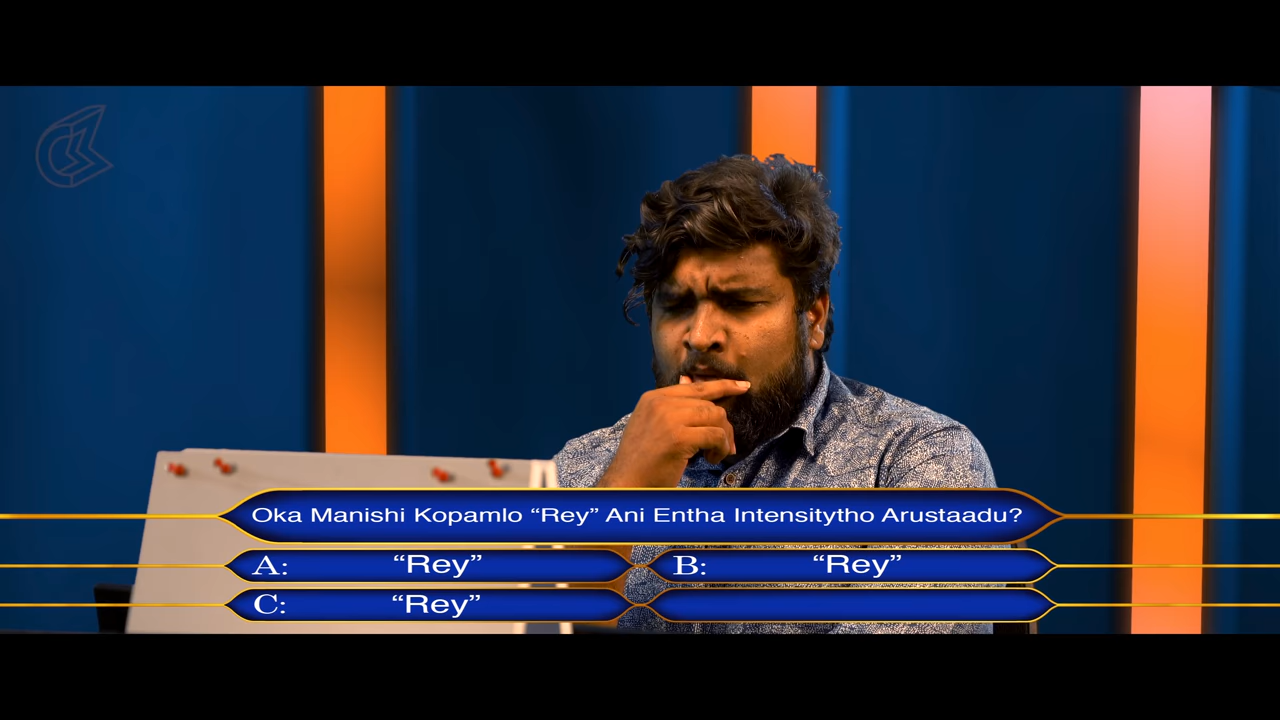 Oka Manishi Kopamlo “Rey” Ani Entha Intensitytho Arustaadu?
A: “Rey”
B: “Rey”
C: “Rey”